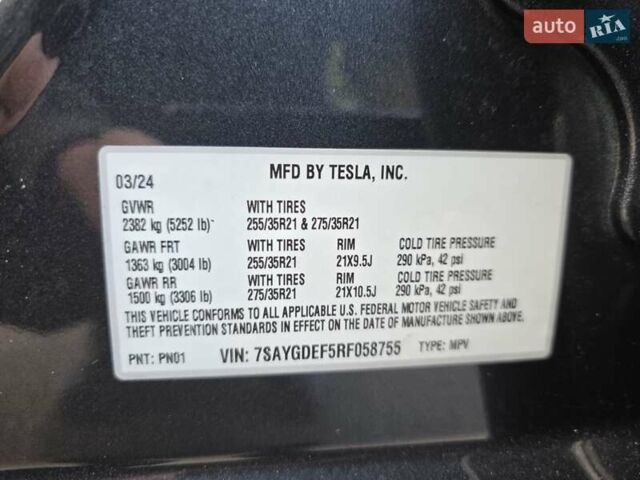 auto RIA
.com
MFD BY TESLA, INC.
03/24
GVWR WITH TIRES
2382 kg (5252 lb) 255/35R21 & 275/35R21
GAWR FRT WITH TIRES RIM COLD TIRE PRESSURE
1363 kg (3004 lb) 255/35R21 21X9.5J 290 kPa, 42 psi
GAWR RR WITH TIRES RIM COLD TIRE PRESSURE
1500 kg (3306 lb) 275/35R21 21X10.5J 290 kPa, 42 psi
THIS VEHICLE CONFORMS TO ALL APPLICABLE U.S. FEDERAL MOTOR VEHICLE SAFETY AND
THEFT PREVENTION STANDARDS IN EFFECT ON THE DATE OF MANUFACTURE SHOWN ABOVE.
PNT: PN01 VIN: 7SAYGDEF5RF058755 TYPE: MPV